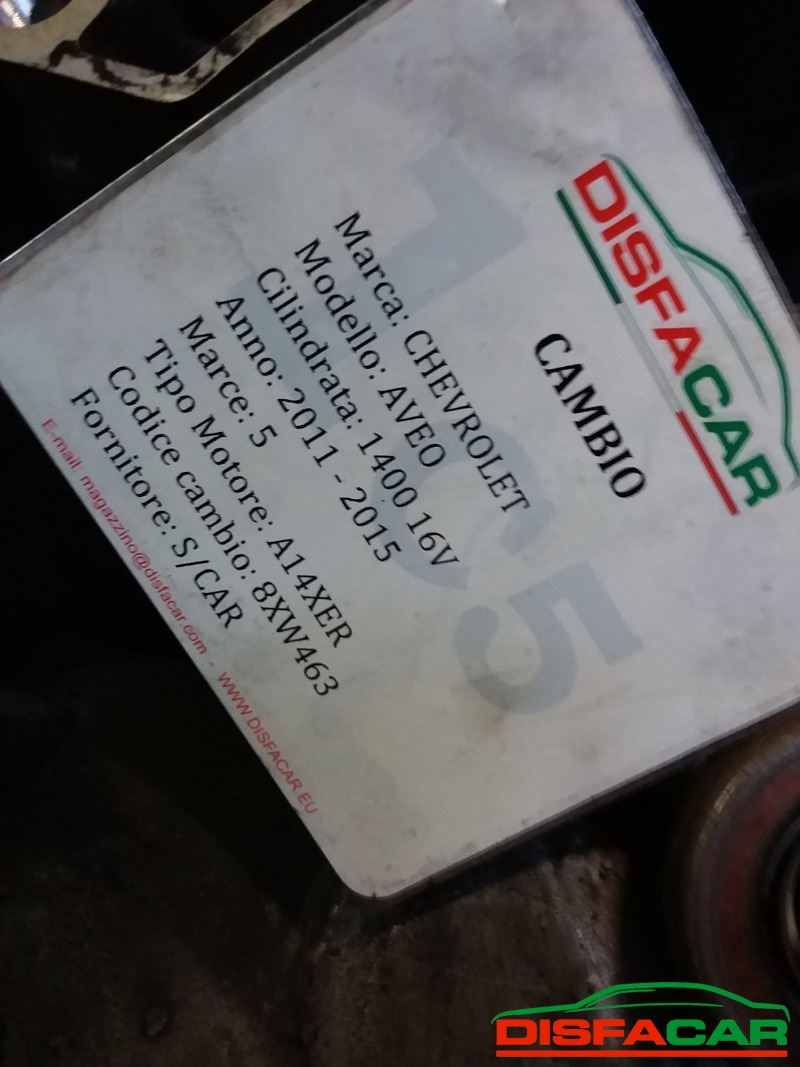 DISFACAR
CAMBIO
Marca: CHEVROLET
Modello: AVEO
Cilindrata: 1400 16V
Anno: 2011 - 2015
Marce: 5
Tipo Motore: A14XER
Codice cambio: 8XW463
Fornitore: S/CAR
E-mail: magazzino@disfacar.com - WWW.DISFACAR.EU
DISFACAR